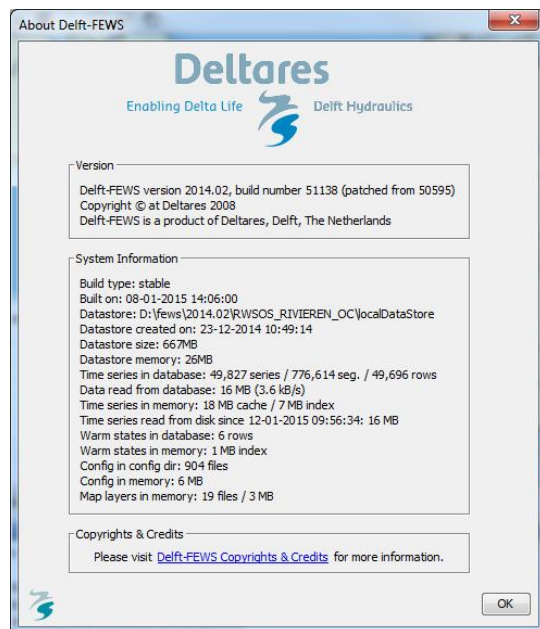 About Delft-FEWS
Deltares
Enabling Delta Life
Delft Hydraulics
Version
Delft-FEWS version 2014.02, build number 51138 (patched from 50595)
Copyright © at Deltares 2008
Delft-FEWS is a product of Deltares, Delft, The Netherlands
System Information
Build type: stable
Built on: 08-01-2015 14:06:00
Datastore: D:\fews\2014.02\RWSOS_RIVIEREN_OC\localDataStore
Datastore created on: 23-12-2014 10:49:14
Datastore size: 667MB
Datastore memory: 26MB
Time series in database: 49,827 series / 776,614 seg. / 49,696 rows
Data read from database: 16 MB (3.6 kB/s)
Time series in memory: 18 MB cache / 7 MB index
Time series read from disk since 12-01-2015 09:56:34: 16 MB
Warm states in database: 6 rows
Warm states in memory: 1 MB index
Config in config dir: 904 files
Config in memory: 6 MB
Map layers in memory: 19 files / 3 MB
Copyrights & Credits
Please visit Delft-FEWS Copyrights & Credits for more information.
OK